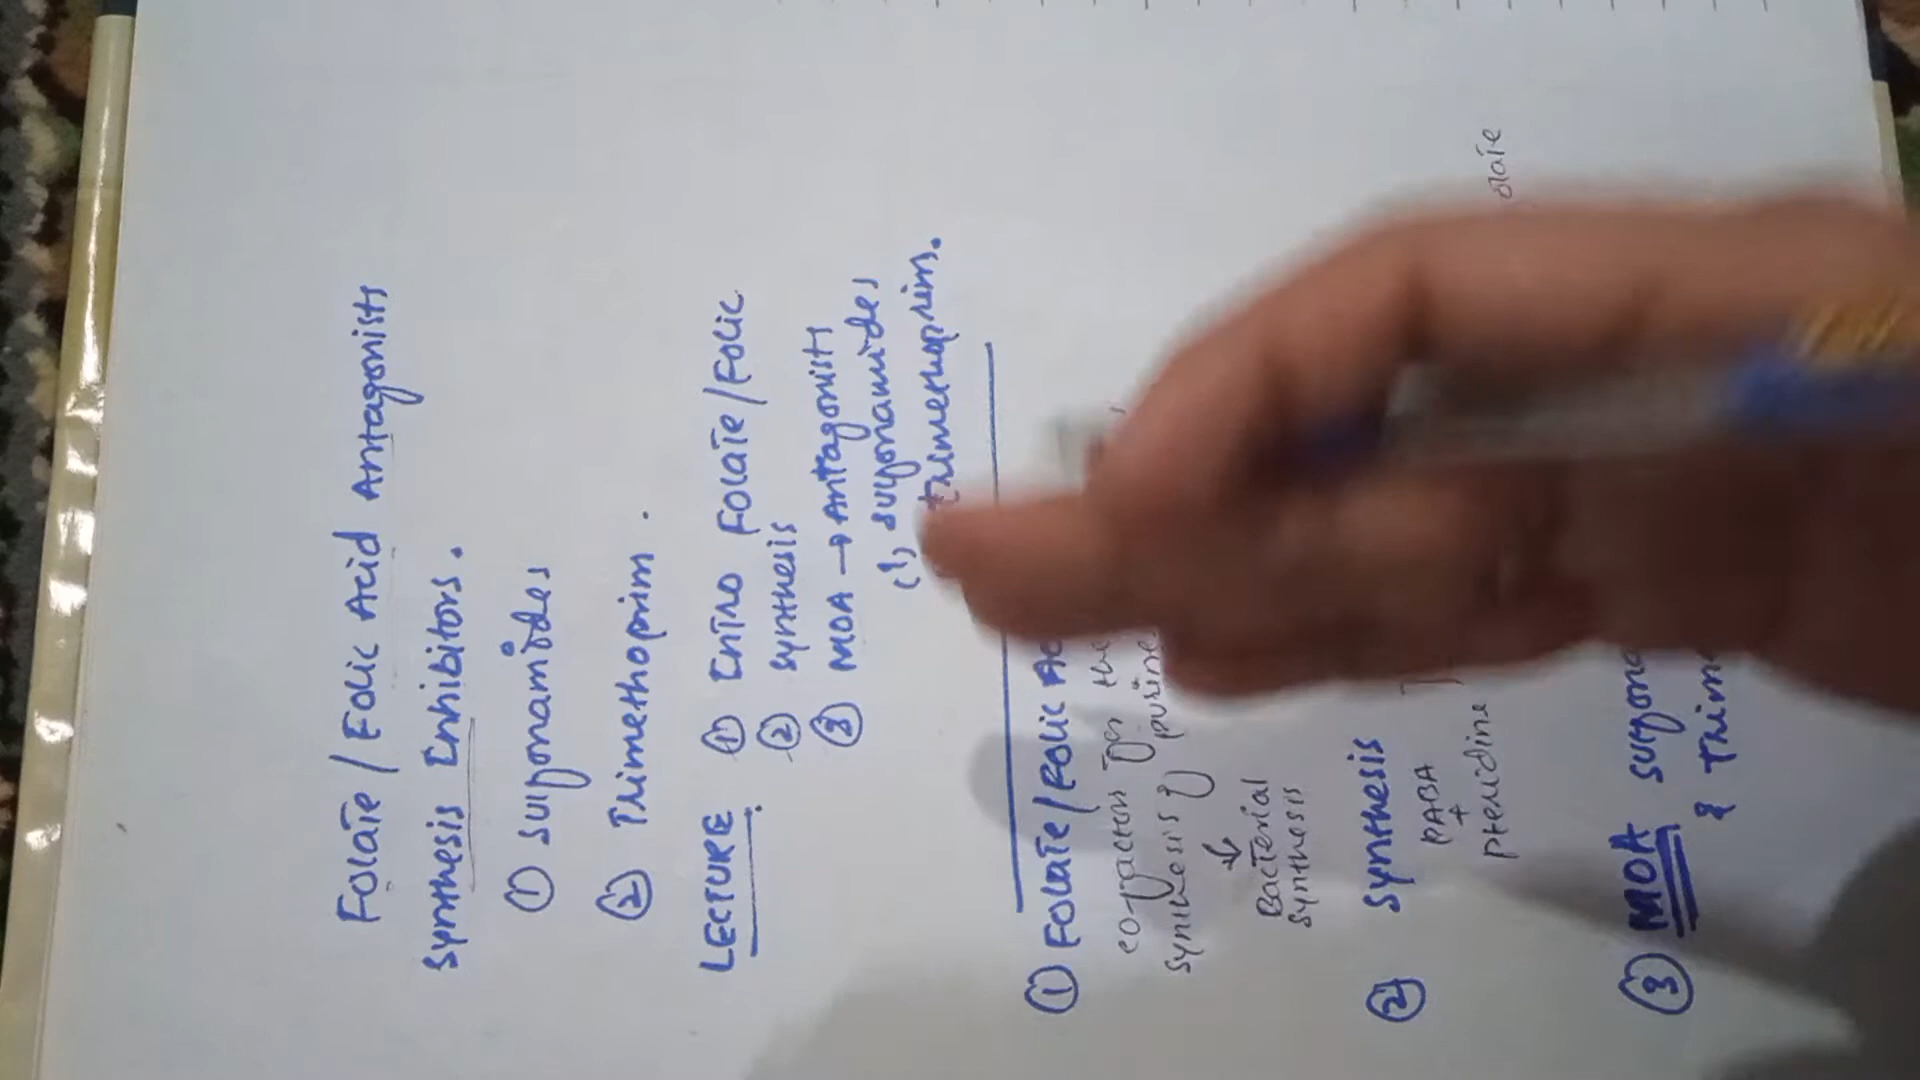 Folate / Folic Acid Antagonists
Synthesis Inhibitors.
① Sulfonamides
② Trimethoprim.
LECTURE: ① Intro Folate/Folic
② Synthesis
③ MOA → Antagonists
(1, sulfonamides
trimethoprim.
① Folate/Folic Ac
cofactors for the
synthesis of purine
↓
Bacterial
synthesis
② Synthesis
PABA
+
pteridine
③ MOA sulfona
& Trim